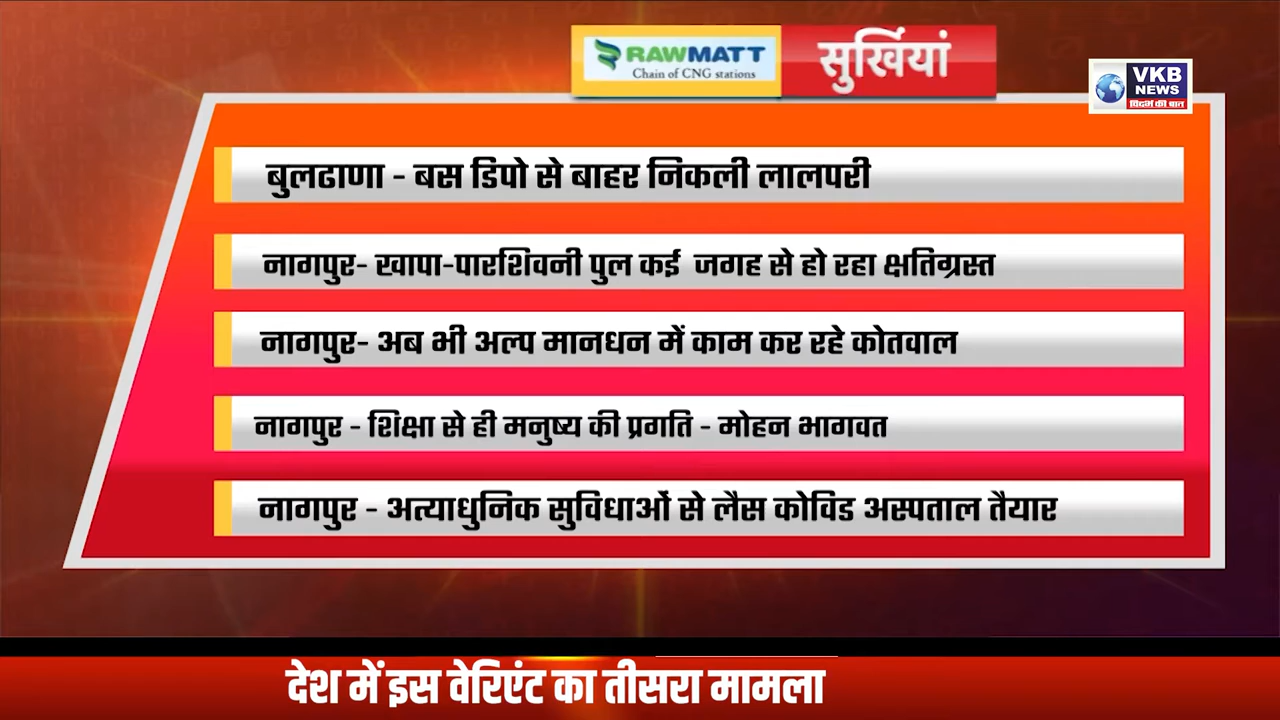 RAWMATT
Chain of CNG stations
सुर्खियां
VKB
NEWS
विदर्भ की बात
बुलढाणा - बस डिपो से बाहर निकली लालपरी
नागपुर- खापा-पारशिवनी पुल कई जगह से हो रहा क्षतिग्रस्त
नागपुर- अब भी अल्प मानधन में काम कर रहे कोतवाल
नागपुर - शिक्षा से ही मनुष्य की प्रगति - मोहन भागवत
नागपुर - अत्याधुनिक सुविधाओं से लैस कोविड अस्पताल तैयार
देश में इस वेरिएंट का तीसरा मामला